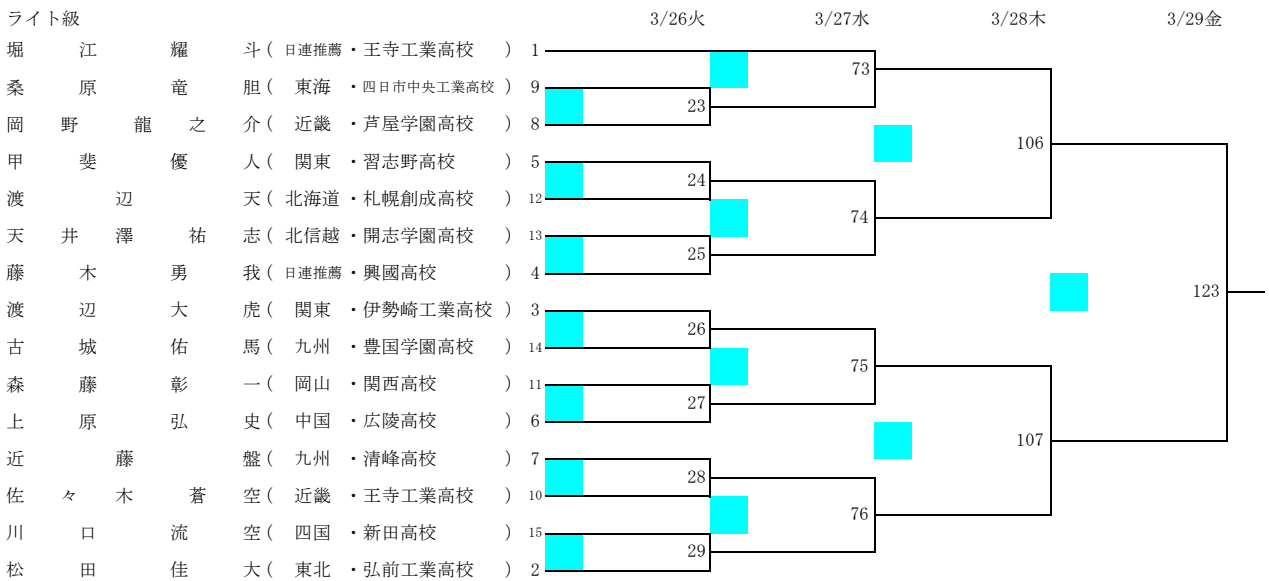 ライト級 3/26火 3/27水 3/28木 3/29金
堀江耀斗(日連推薦・王寺工業高校) 1
73
桑原竜胆(東海・四日市中央工業高校) 9
23
岡野龍之介(近畿・芦屋学園高校) 8
106
甲斐優人(関東・習志野高校) 5
24
渡辺天(北海道・札幌創成高校) 12
74
天井澤祐志(北信越・開志学園高校) 13
25
藤木勇我(日連推薦・興國高校) 4
123
渡辺大虎(関東・伊勢崎工業高校) 3
26
古城佑馬(九州・豊国学園高校) 14
75
森藤彰一(岡山・関西高校) 11
27
上原弘史(中国・広陵高校) 6
107
近藤盤(九州・清峰高校) 7
28
佐々木蒼空(近畿・王寺工業高校) 10
76
川口流空(四国・新田高校) 15
29
松田佳大(東北・弘前工業高校) 2